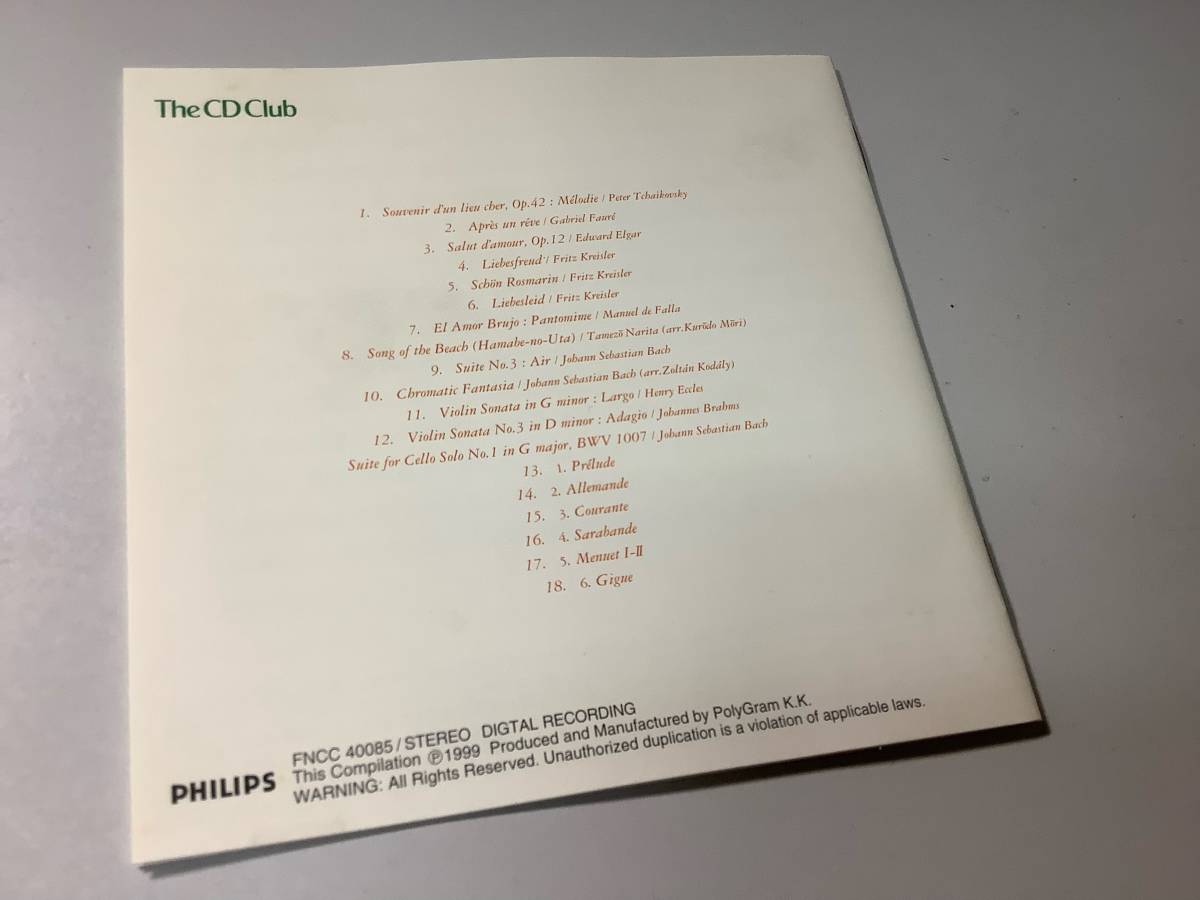 The CD Club
1. Souvenir d'un lieu cher, Op.42 : Mélodie / Peter Tchaikovsky
2. Après un rêve / Gabriel Fauré
3. Salut d'amour, Op.12 / Edward Elgar
4. Liebesfreud / Fritz Kreisler
5. Schön Rosmarin / Fritz Kreisler
6. Liebesleid / Fritz Kreisler
7. El Amor Brujo : Pantomime / Manuel de Falla
8. Song of the Beach (Hamabe-no-Uta) / Tamezō Narita (arr.Kurōdo Mōri)
9. Suite No.3 : Air / Johann Sebastian Bach
10. Chromatic Fantasia / Johann Sebastian Bach (arr.Zoltán Kodály)
11. Violin Sonata in G minor : Largo / Henry Eccles
12. Violin Sonata No.3 in D minor : Adagio / Johannes Brahms
Suite for Cello Solo No.1 in G major, BWV 1007 / Johann Sebastian Bach
13. 1. Prélude
14. 2. Allemande
15. 3. Courante
16. 4. Sarabande
17. 5. Menuet I-II
18. 6. Gigue
PHILIPS
FNCC 40085/STEREO DIGTAL RECORDING
This Compilation ℗1999 Produced and Manufactured by PolyGram K.K.
WARNING: All Rights Reserved. Unauthorized duplication is a violation of applicable laws.